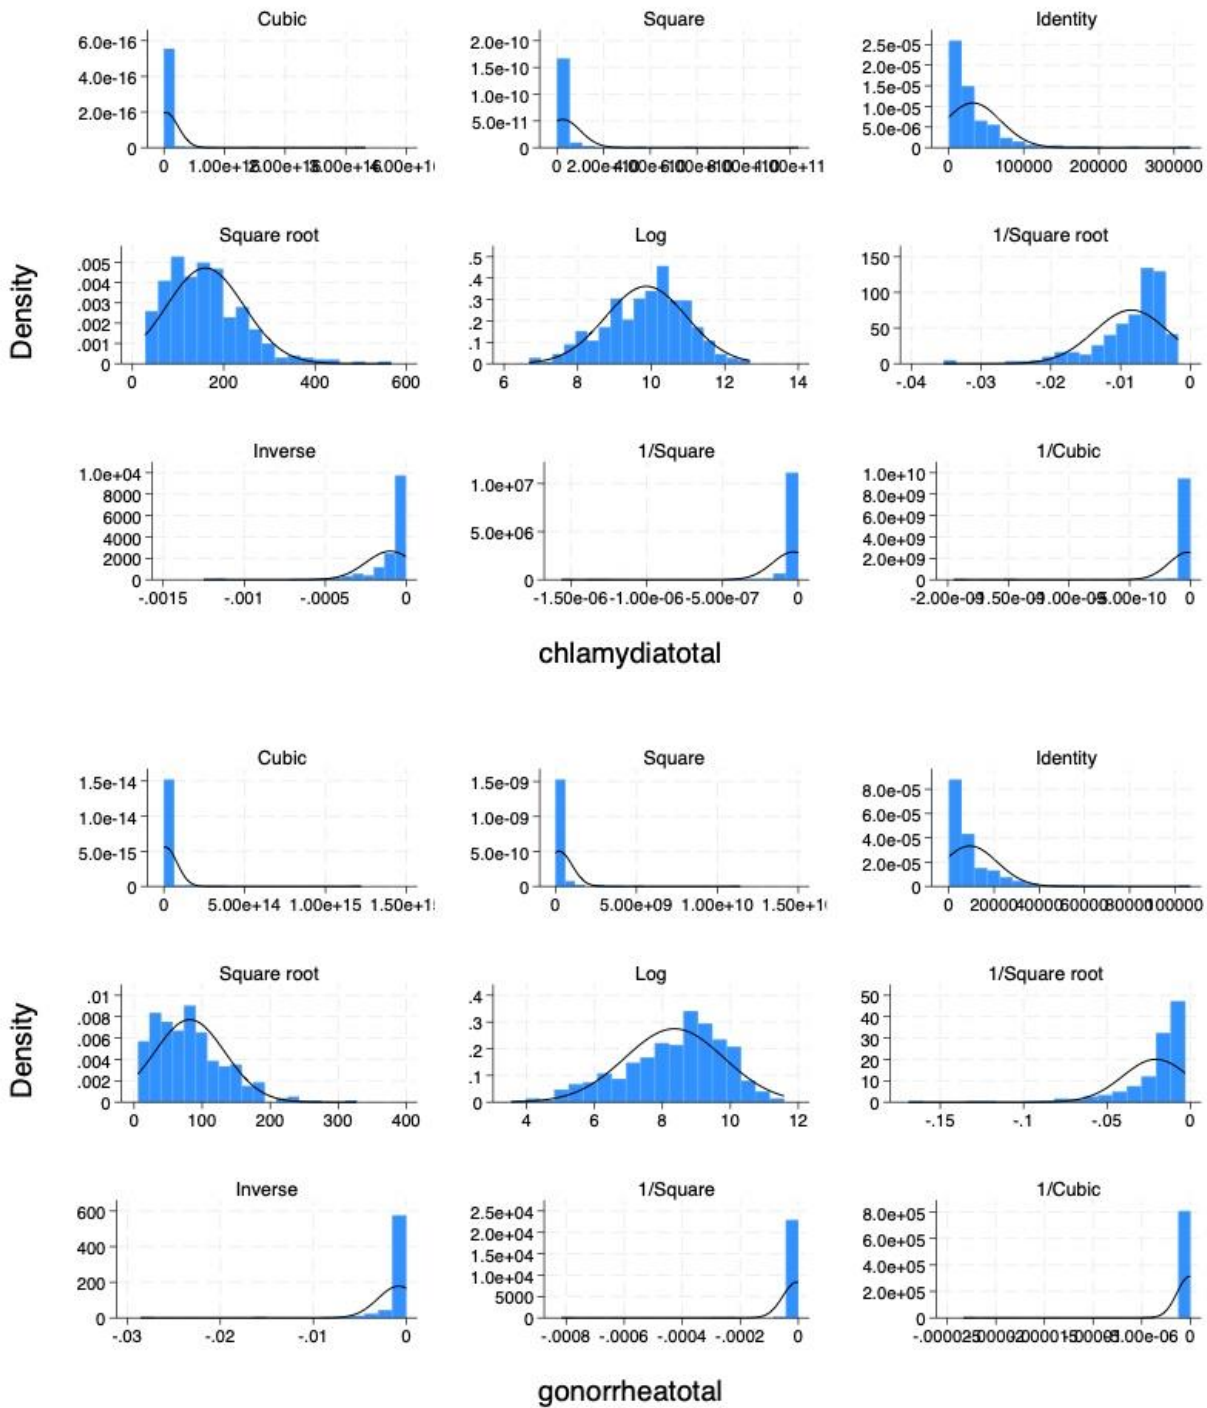 Cubic
6.0e-16
4.0e-16
2.0e-16
0
0
Square
2.0e-10
1.5e-10
1.0e-10
5.0e-11
0
0
Identity
2.5e-05
2.0e-05
1.5e-05
1.0e-05
5.0e-06
0
0 100000 200000 300000
Density
Square root
.005
.004
.003
.002
.001
0
0 200 400 600
Log
.5
.4
.3
.2
.1
0
6 8 10 12 14
1/Square root
150
100
50
0
-.04 -.03 -.02 -.01 0
Inverse
1.0e+04
8000
6000
4000
2000
0
-.0015 -.001 -.0005 0
1/Square
1.0e+07
5.0e+06
0
-1.50e-06 -1.00e-06 -5.00e-07 0
1/Cubic
1.0e+10
8.0e+09
6.0e+09
4.0e+09
2.0e+09
0
0
chlamydiatotal
Cubic
1.5e-14
1.0e-14
5.0e-15
0
0 5.00e+14 1.00e+15
Square
1.5e-09
1.0e-09
5.0e-10
0
0 5.00e+09 1.00e+10
Identity
8.0e-05
6.0e-05
4.0e-05
2.0e-05
0
0 20000 40000 60000 80000 100000
Density
Square root
.01
.008
.006
.004
.002
0
0 100 200 300 400
Log
.4
.3
.2
.1
0
4 6 8 10 12
1/Square root
50
40
30
20
10
0
-.15 -.1 -.05 0
Inverse
600
400
200
0
-.03 -.02 -.01 0
1/Square
2.5e+04
2.0e+04
1.5e+04
1.0e+04
5000
0
-.0008 -.0006 -.0004 -.0002 0
1/Cubic
8.0e+05
6.0e+05
4.0e+05
2.0e+05
0
0
gonorrheatotal